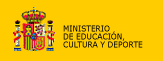 MINISTERIO
DE EDUCACIÓN,
CULTURA Y DEPORTE